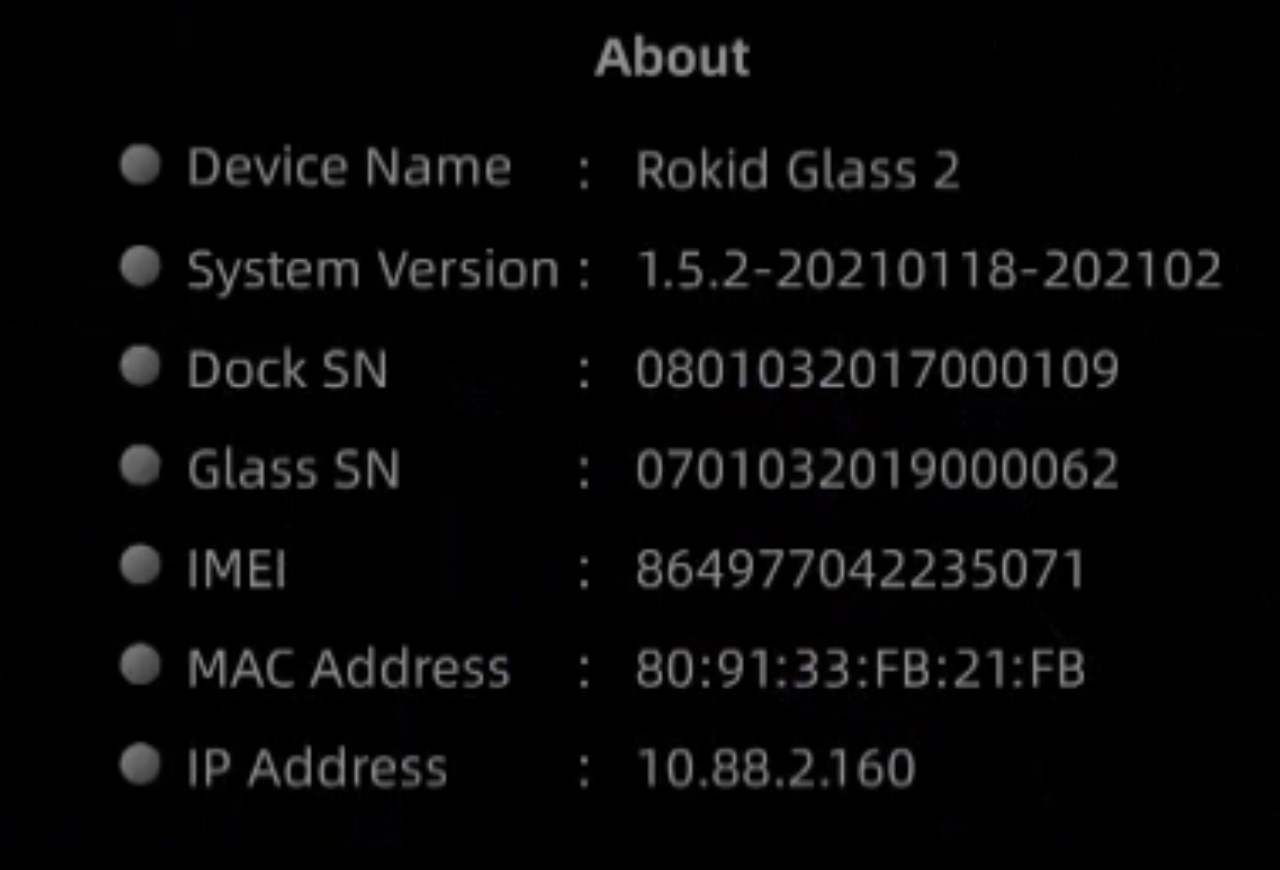 About
Device Name : Rokid Glass 2
System Version : 1.5.2-20210118-202102
Dock SN : 0801032017000109
Glass SN : 0701032019000062
IMEI : 864977042235071
MAC Address : 80:91:33:FB:21:FB
IP Address : 10.88.2.160